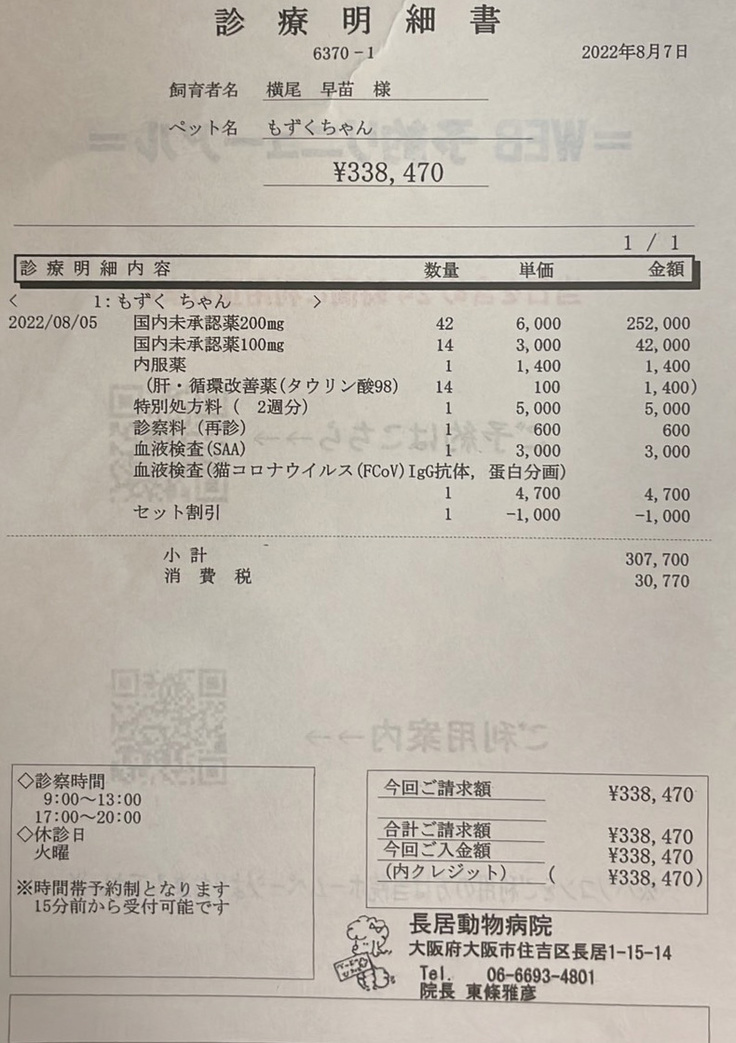 診療明細書
6370-1
2022年8月7日
飼育者名 横尾 早苗 様
ペット名 もずくちゃん
¥338,470
1 / 1
診療明細内容 数量 単価 金額
< 1:もずく ちゃん >
2022/08/05 国内未承認薬200mg 42 6,000 252,000
国内未承認薬100mg 14 3,000 42,000
内服薬 1 1,400 1,400
(肝・循環改善薬(タウリン酸98) 14 100 1,400)
特別処方料 ( 2週分) 1 5,000 5,000
診察料 (再診) 1 600 600
血液検査(SAA) 1 3,000 3,000
血液検査(猫コロナウイルス(FCoV)IgG抗体, 蛋白分画)
1 4,700 4,700
セット割引 1 -1,000 -1,000
小計 307,700
消費税 30,770
◇診察時間
9:00～13:00
17:00～20:00
◇休診日
火曜
※時間帯予約制となります
15分前から受付可能です
今回ご請求額 ¥338,470
合計ご請求額 ¥338,470
今回ご入金額 ¥338,470
(内クレジット) ( ¥338,470)
長居動物病院
大阪府大阪市住吉区長居1-15-14
Tel. 06-6693-4801
院長 東條雅彦